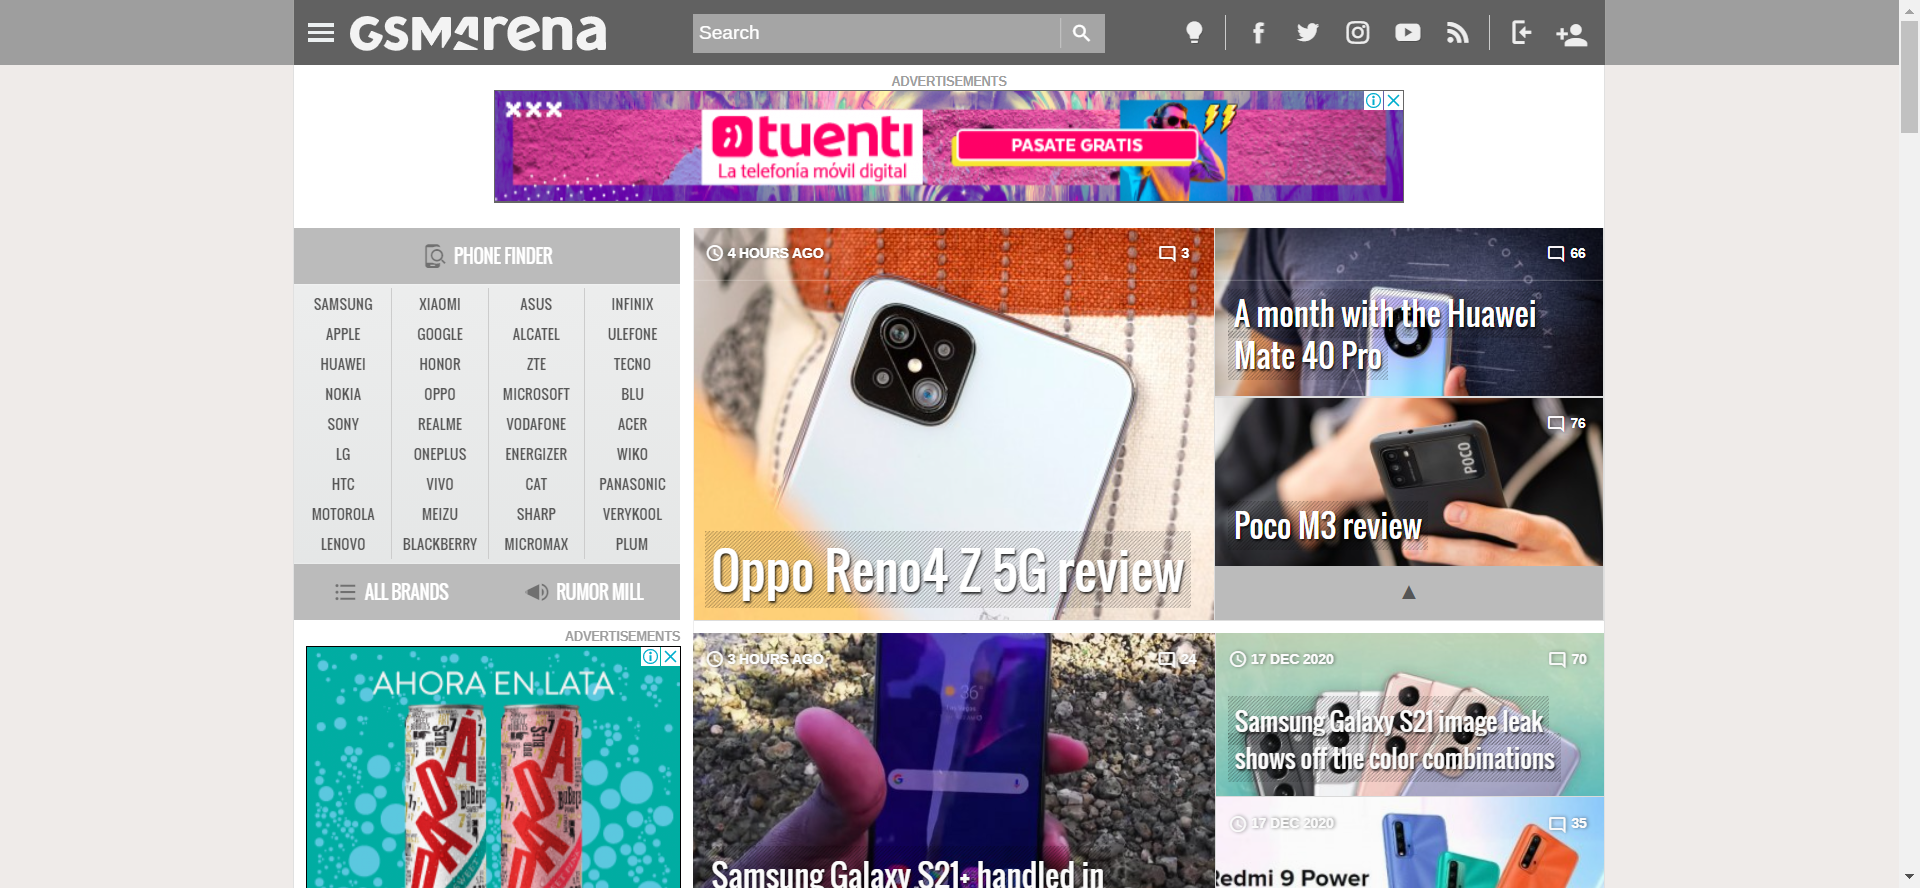 GSMArena
Search
ADVERTISEMENTS
XXX
tuenti
La telefonía móvil digital
PASATE GRATIS
PHONE FINDER
SAMSUNG XIAOMI ASUS INFINIX
APPLE GOOGLE ALCATEL ULEFONE
HUAWEI HONOR ZTE TECNO
NOKIA OPPO MICROSOFT BLU
SONY REALME VODAFONE ACER
LG ONEPLUS ENERGIZER WIKO
HTC VIVO CAT PANASONIC
MOTOROLA MEIZU SHARP VERYKOOL
LENOVO BLACKBERRY MICROMAX PLUM
ALL BRANDS RUMOR MILL
4 HOURS AGO 3
Oppo Reno4 Z 5G review
66
A month with the Huawei
Mate 40 Pro
76
POCO
Poco M3 review
ADVERTISEMENTS
AHORA EN LATA
3 HOURS AGO 24
36°
Samsung Galaxy S21+ handled in
17 DEC 2020 70
Samsung Galaxy S21 image leak
shows off the color combinations
17 DEC 2020 35
Redmi 9 Power